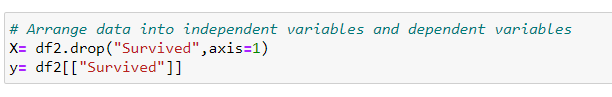 # Arrange data into independent variables and dependent variables
X= df2.drop("Survived",axis=1)
y= df2[["Survived"]]